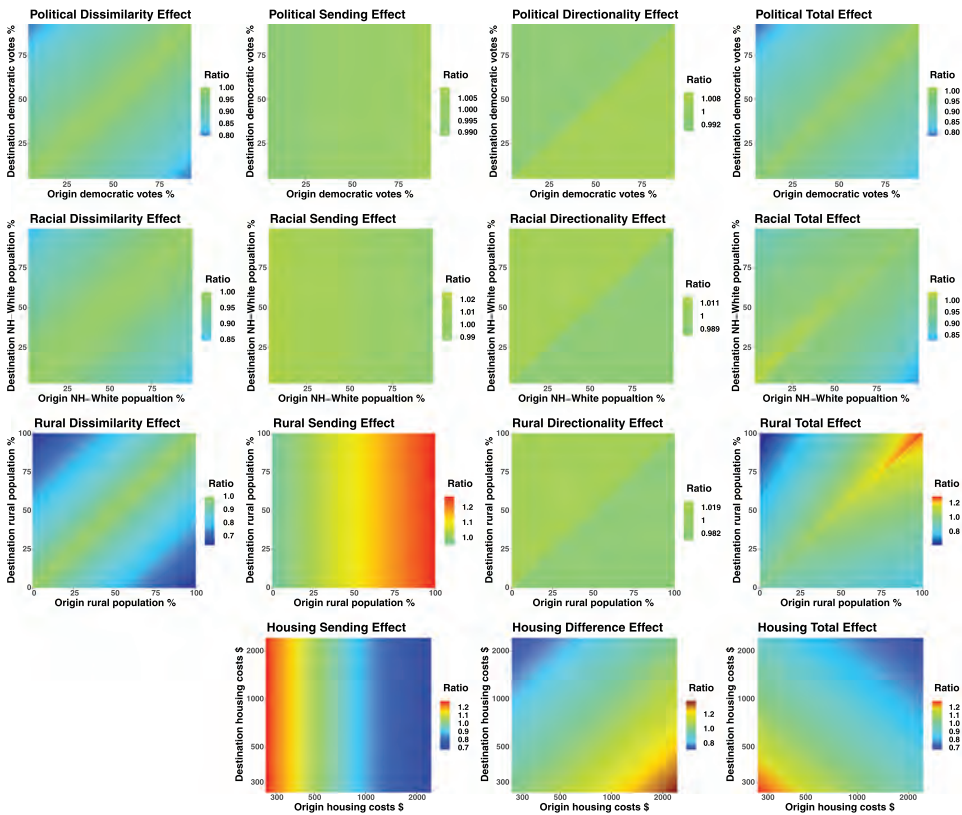 Political Dissimilarity Effect
Destination democratic votes %
75
50
25
25
50
75
Origin democratic votes %
Ratio
1.00
0.95
0.90
0.85
0.80
Political Sending Effect
Destination democratic votes %
75
50
25
25
50
75
Origin democratic votes %
Ratio
1.005
1.000
0.995
0.990
Political Directionality Effect
Destination democratic votes %
75
50
25
25
50
75
Origin democratic votes %
Ratio
1.008
1
0.992
Political Total Effect
Destination democratic votes %
75
50
25
25
50
75
Origin democratic votes %
Ratio
1.00
0.95
0.90
0.85
0.80
Racial Dissimilarity Effect
Destination NH−White popualtion %
75
50
25
25
50
75
Origin NH−White popualtion %
Ratio
1.00
0.95
0.90
0.85
Racial Sending Effect
Destination NH−White popualtion %
75
50
25
25
50
75
Origin NH−White popualtion %
Ratio
1.02
1.01
1.00
0.99
Racial Directionality Effect
Destination NH−White popualtion %
75
50
25
25
50
75
Origin NH−White popualtion %
Ratio
1.011
1
0.989
Racial Total Effect
Destination NH−White popualtion %
75
50
25
25
50
75
Origin NH−White popualtion %
Ratio
1.00
0.95
0.90
0.85
Rural Dissimilarity Effect
Destination rural population %
100
75
50
25
0
0
25
50
75
100
Origin rural population %
Ratio
1.0
0.9
0.8
0.7
Rural Sending Effect
Destination rural population %
100
75
50
25
0
0
25
50
75
100
Origin rural population %
Ratio
1.2
1.1
1.0
Rural Directionality Effect
Destination rural population %
100
75
50
25
0
0
25
50
75
100
Origin rural population %
Ratio
1.019
1
0.982
Rural Total Effect
Destination rural population %
100
75
50
25
0
0
25
50
75
100
Origin rural population %
Ratio
1.2
1.0
0.8
Housing Sending Effect
Destination housing costs $
2000
1000
500
300
300
500
1000
2000
Origin housing costs $
Ratio
1.2
1.1
1.0
0.9
0.8
0.7
Housing Difference Effect
Destination housing costs $
2000
1000
500
300
300
500
1000
2000
Origin housing costs $
Ratio
1.2
1.0
0.8
Housing Total Effect
Destination housing costs $
2000
1000
500
300
300
500
1000
2000
Origin housing costs $
Ratio
1.2
1.1
1.0
0.9
0.8
0.7